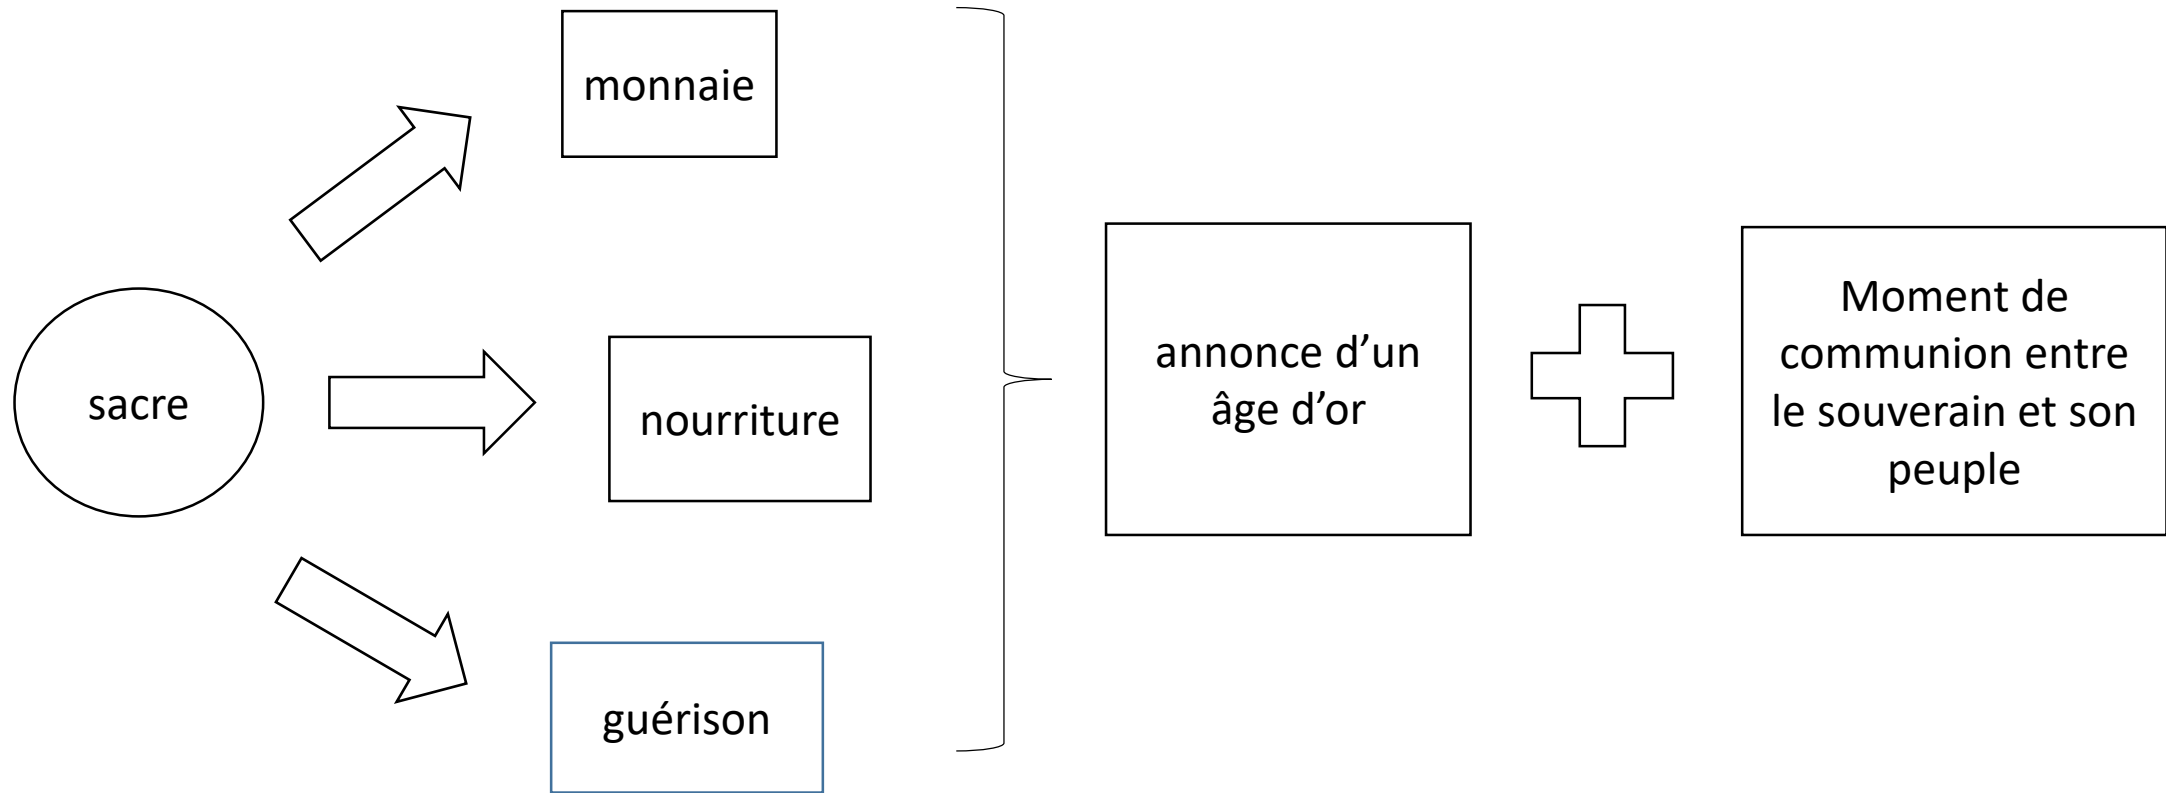 monnaie
sacre
nourriture
guérison
annonce d’un
âge d’or
Moment de
communion entre
le souverain et son
peuple